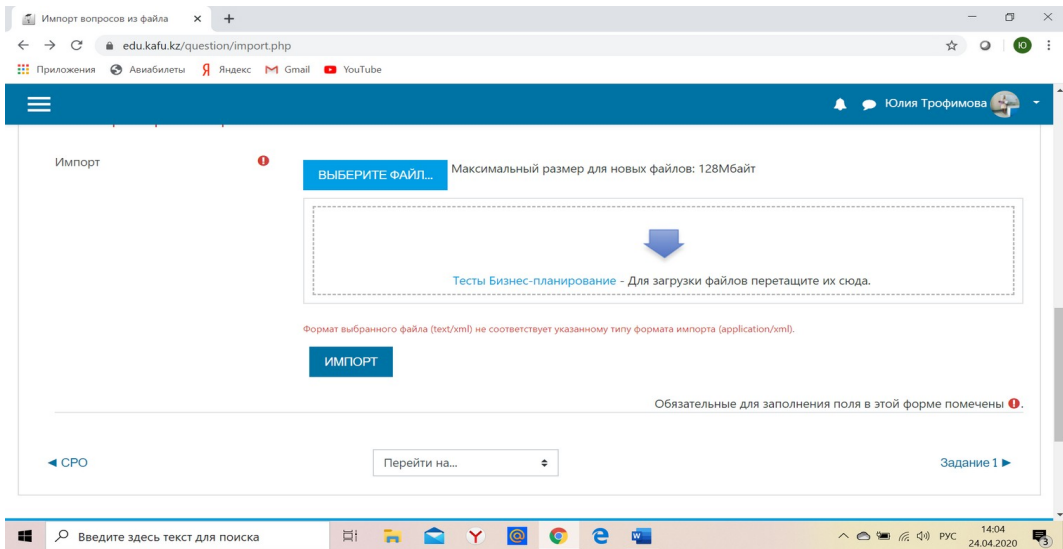 Импорт вопросов из файла
edu.kafu.kz/question/import.php
Ю
Приложения Авиабилеты Яндекс Gmail YouTube
Юлия Трофимова
Импорт
ВЫБЕРИТЕ ФАЙЛ...
Максимальный размер для новых файлов: 128Мбайт
Тесты Бизнес-планирование - Для загрузки файлов перетащите их сюда.
Формат выбранного файла (text/xml) не соответствует указанному типу формата импорта (application/xml).
ИМПОРТ
Обязательные для заполнения поля в этой форме помечены
◄ СРО
Перейти на...
Задание 1 ►
Введите здесь текст для поиска
РУС
14:04
24.04.2020
3